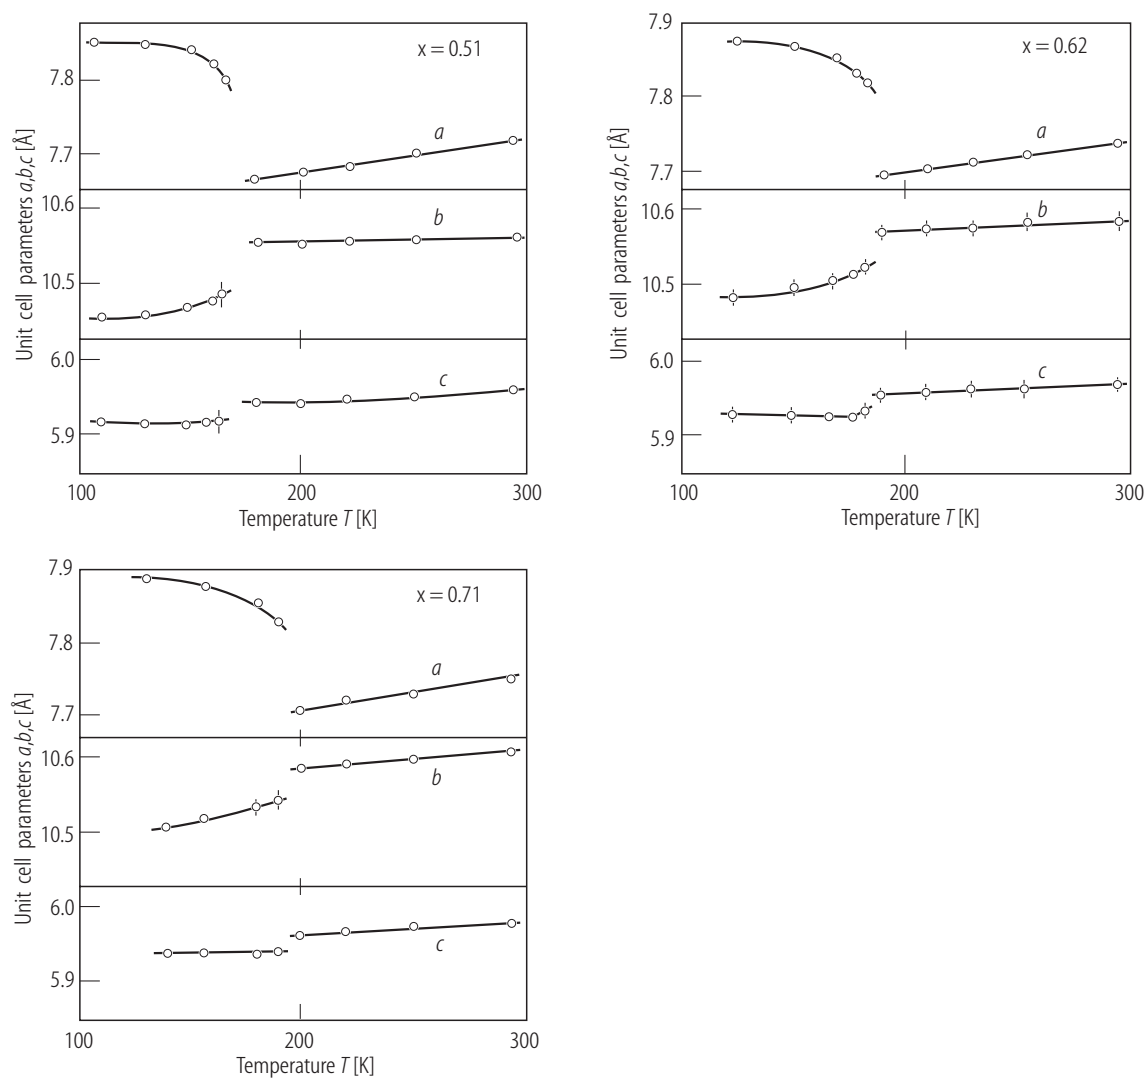 x = 0.51
7.8
a
7.7
10.6
b
10.5
6.0
c
5.9
100
200
300
Temperature T [K]
Unit cell parameters a,b,c [Å]
7.9
x = 0.62
7.8
a
7.7
10.6
b
10.5
6.0
c
5.9
100
200
300
Temperature T [K]
Unit cell parameters a,b,c [Å]
7.9
x = 0.71
7.8
a
7.7
10.6
b
10.5
6.0
c
5.9
100
200
300
Temperature T [K]
Unit cell parameters a,b,c [Å]